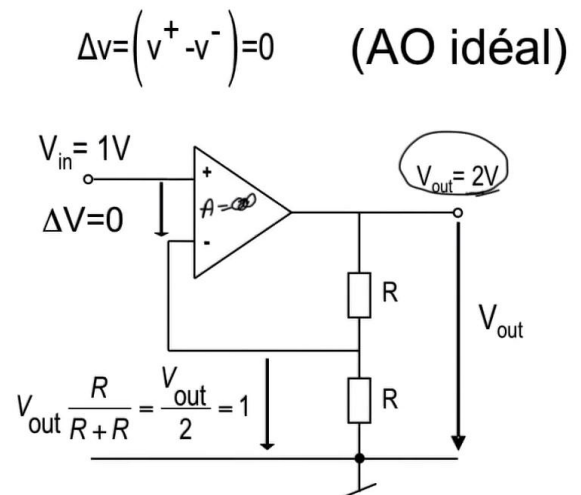 Δv=(v⁺ -v⁻)=0 (AO idéal)
V_in= 1V
+
V_out= 2V
A=∞
ΔV=0
-
R
V_out
V_out R/(R+R) = V_out/2 = 1
R